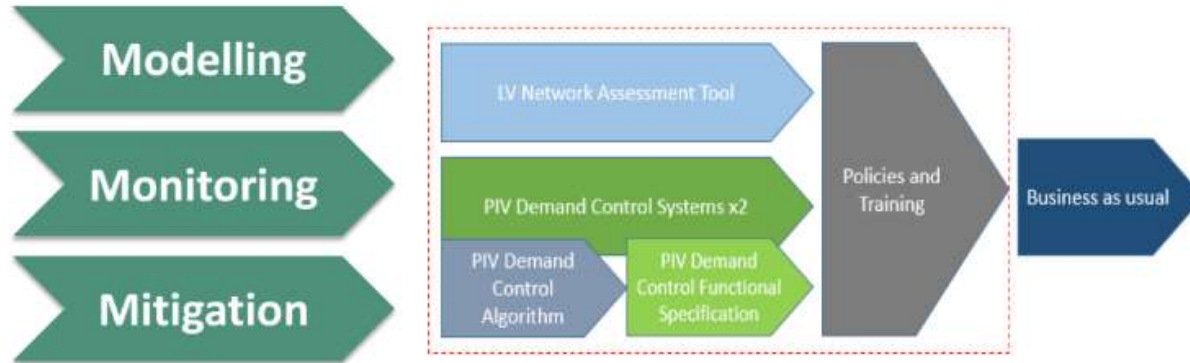 Modelling
Monitoring
Mitigation
LV Network Assessment Tool
PIV Demand Control Systems x2
PIV Demand
Control
Algorithm
PIV Demand
Control Functional
Specification
Policies and
Training
Business as usual